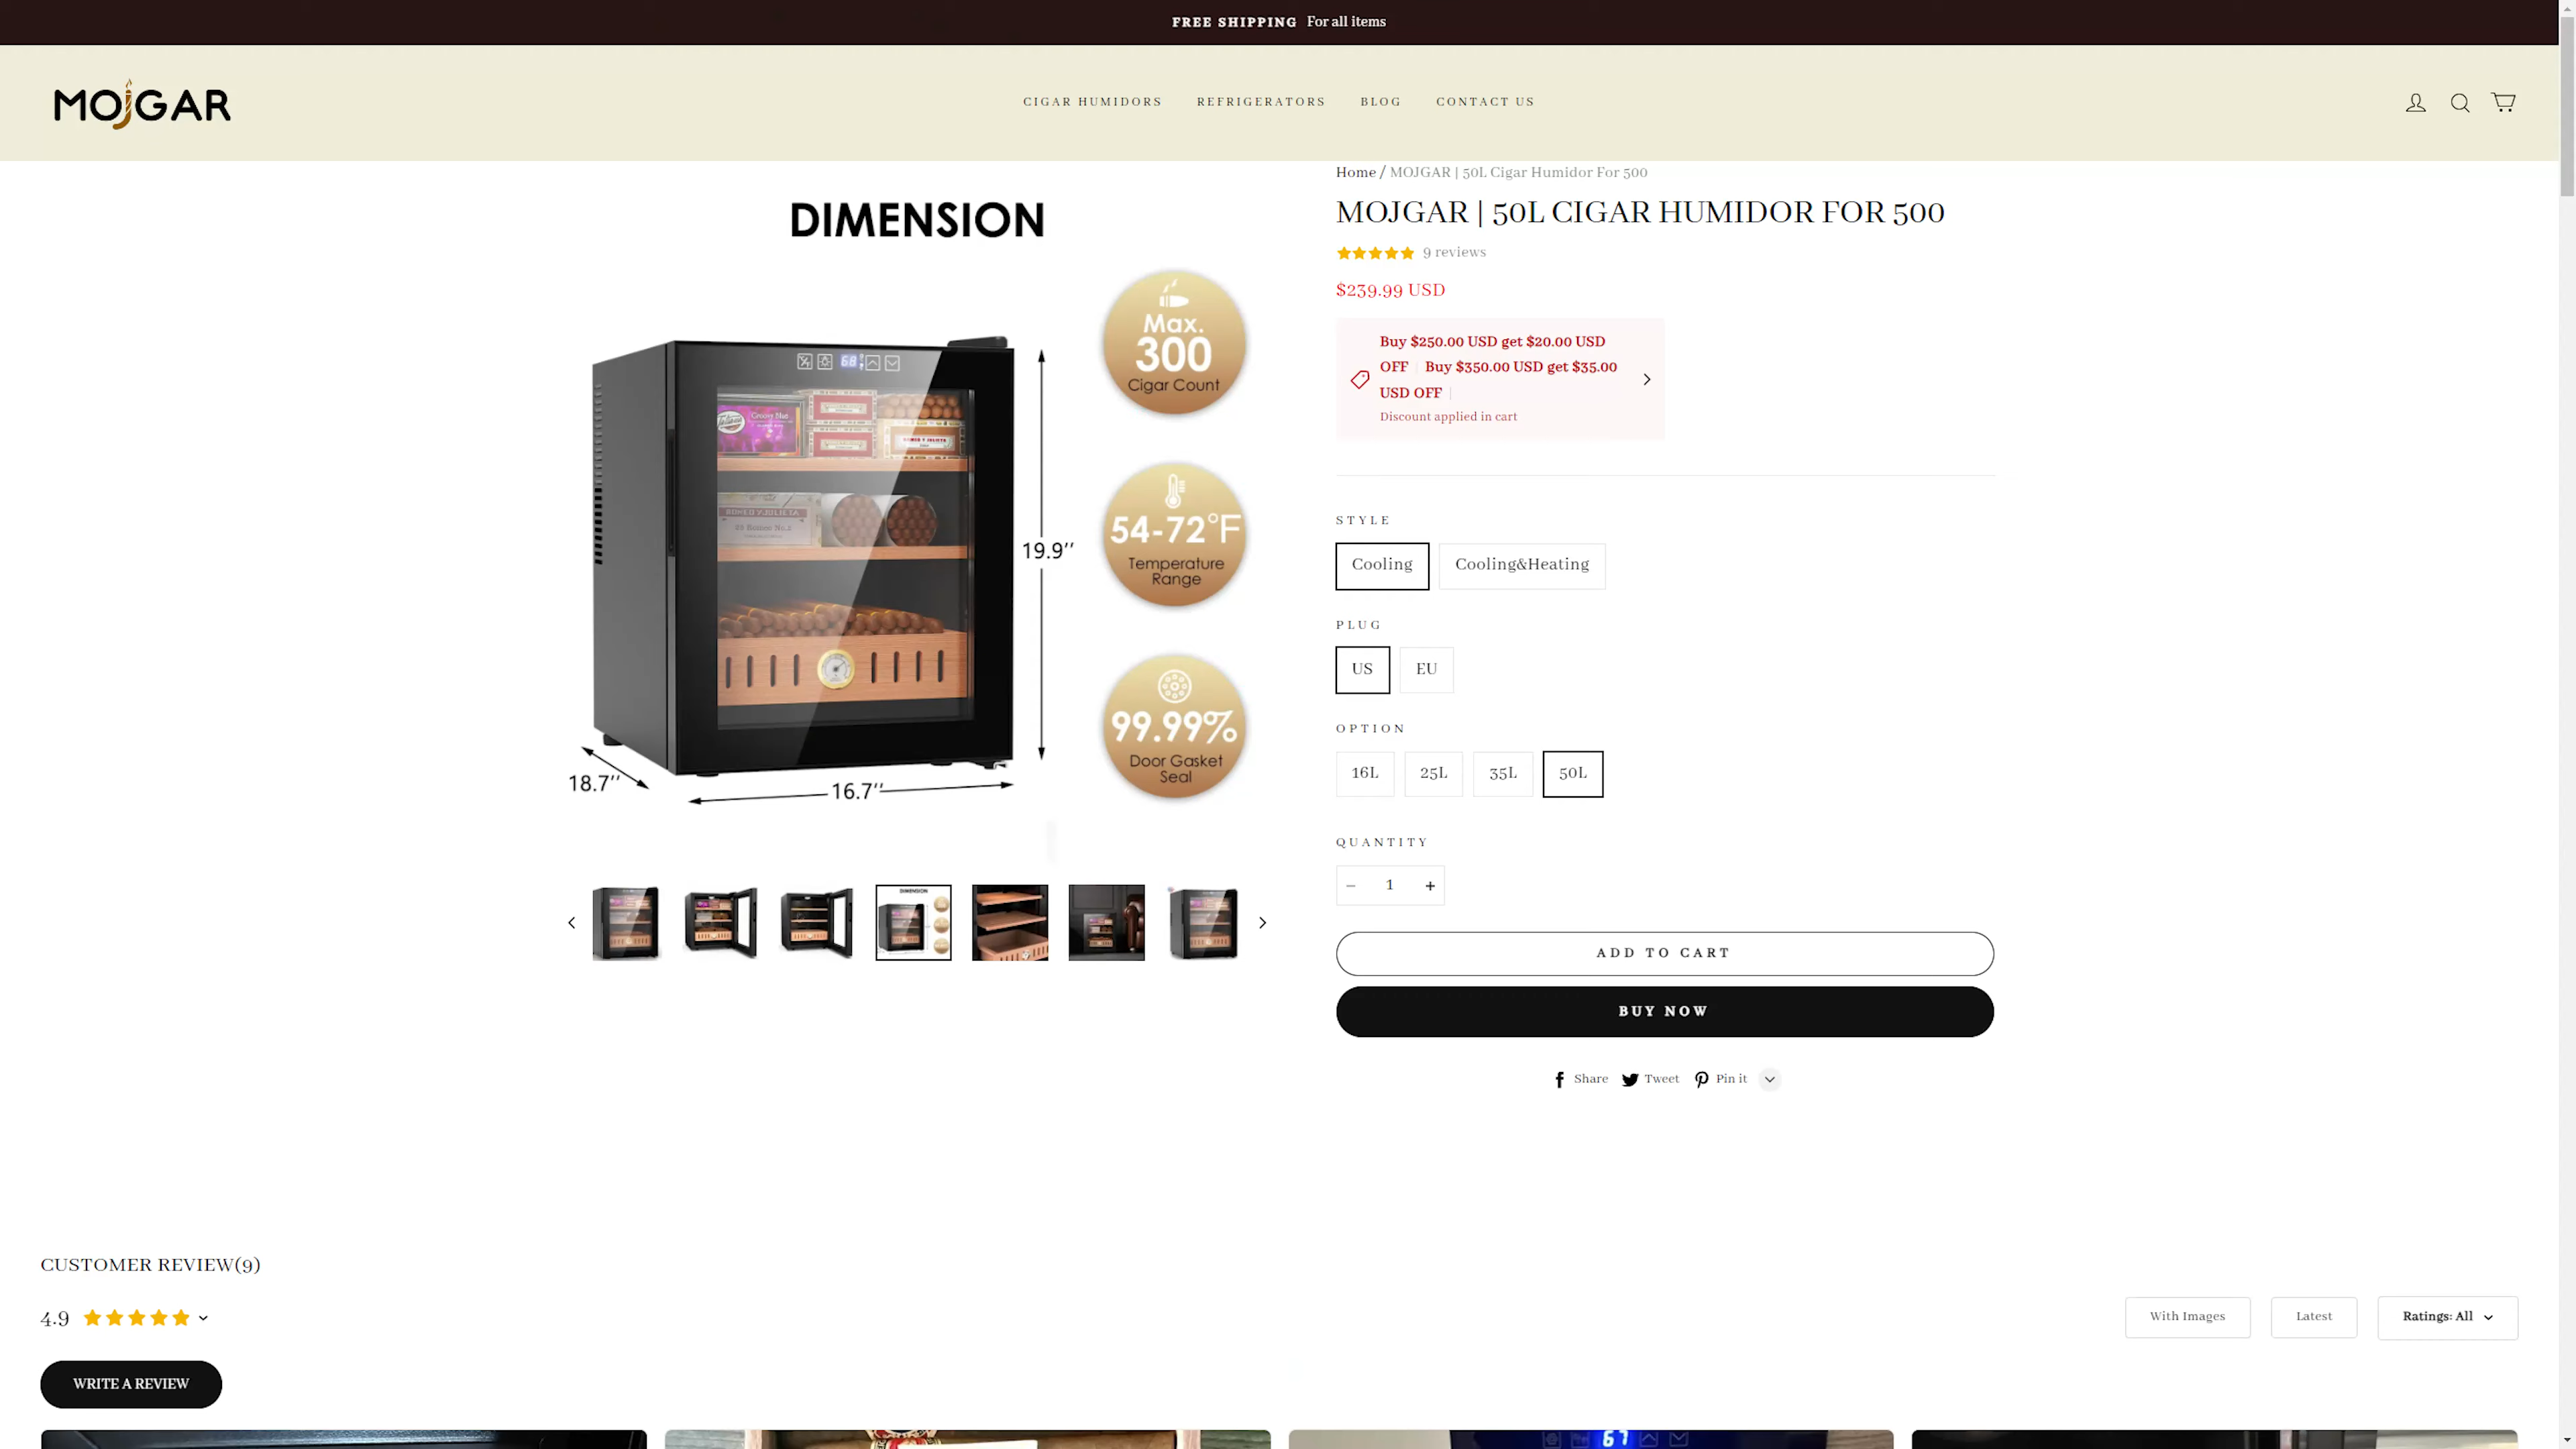 FREE SHIPPING For all items
MOJGAR
CIGAR HUMIDORS REFRIGERATORS BLOG CONTACT US
Home / MOJGAR | 50L Cigar Humidor For 500
MOJGAR | 50L CIGAR HUMIDOR FOR 500
9 reviews
$239.99 USD
Buy $250.00 USD get $20.00 USD
OFF | Buy $350.00 USD get $35.00
USD OFF |
Discount applied in cart
DIMENSION
Max.
300
Cigar Count
54-72°F
Temperature
Range
99.99%
Door Gasket
Seal
68
19.9''
18.7''
16.7''
STYLE
Cooling Cooling&Heating
PLUG
US EU
OPTION
16L 25L 35L 50L
QUANTITY
− 1 +
ADD TO CART
BUY NOW
Share Tweet Pin it
DIMENSION
CUSTOMER REVIEW(9)
4.9
With Images Latest Ratings: All
WRITE A REVIEW
67